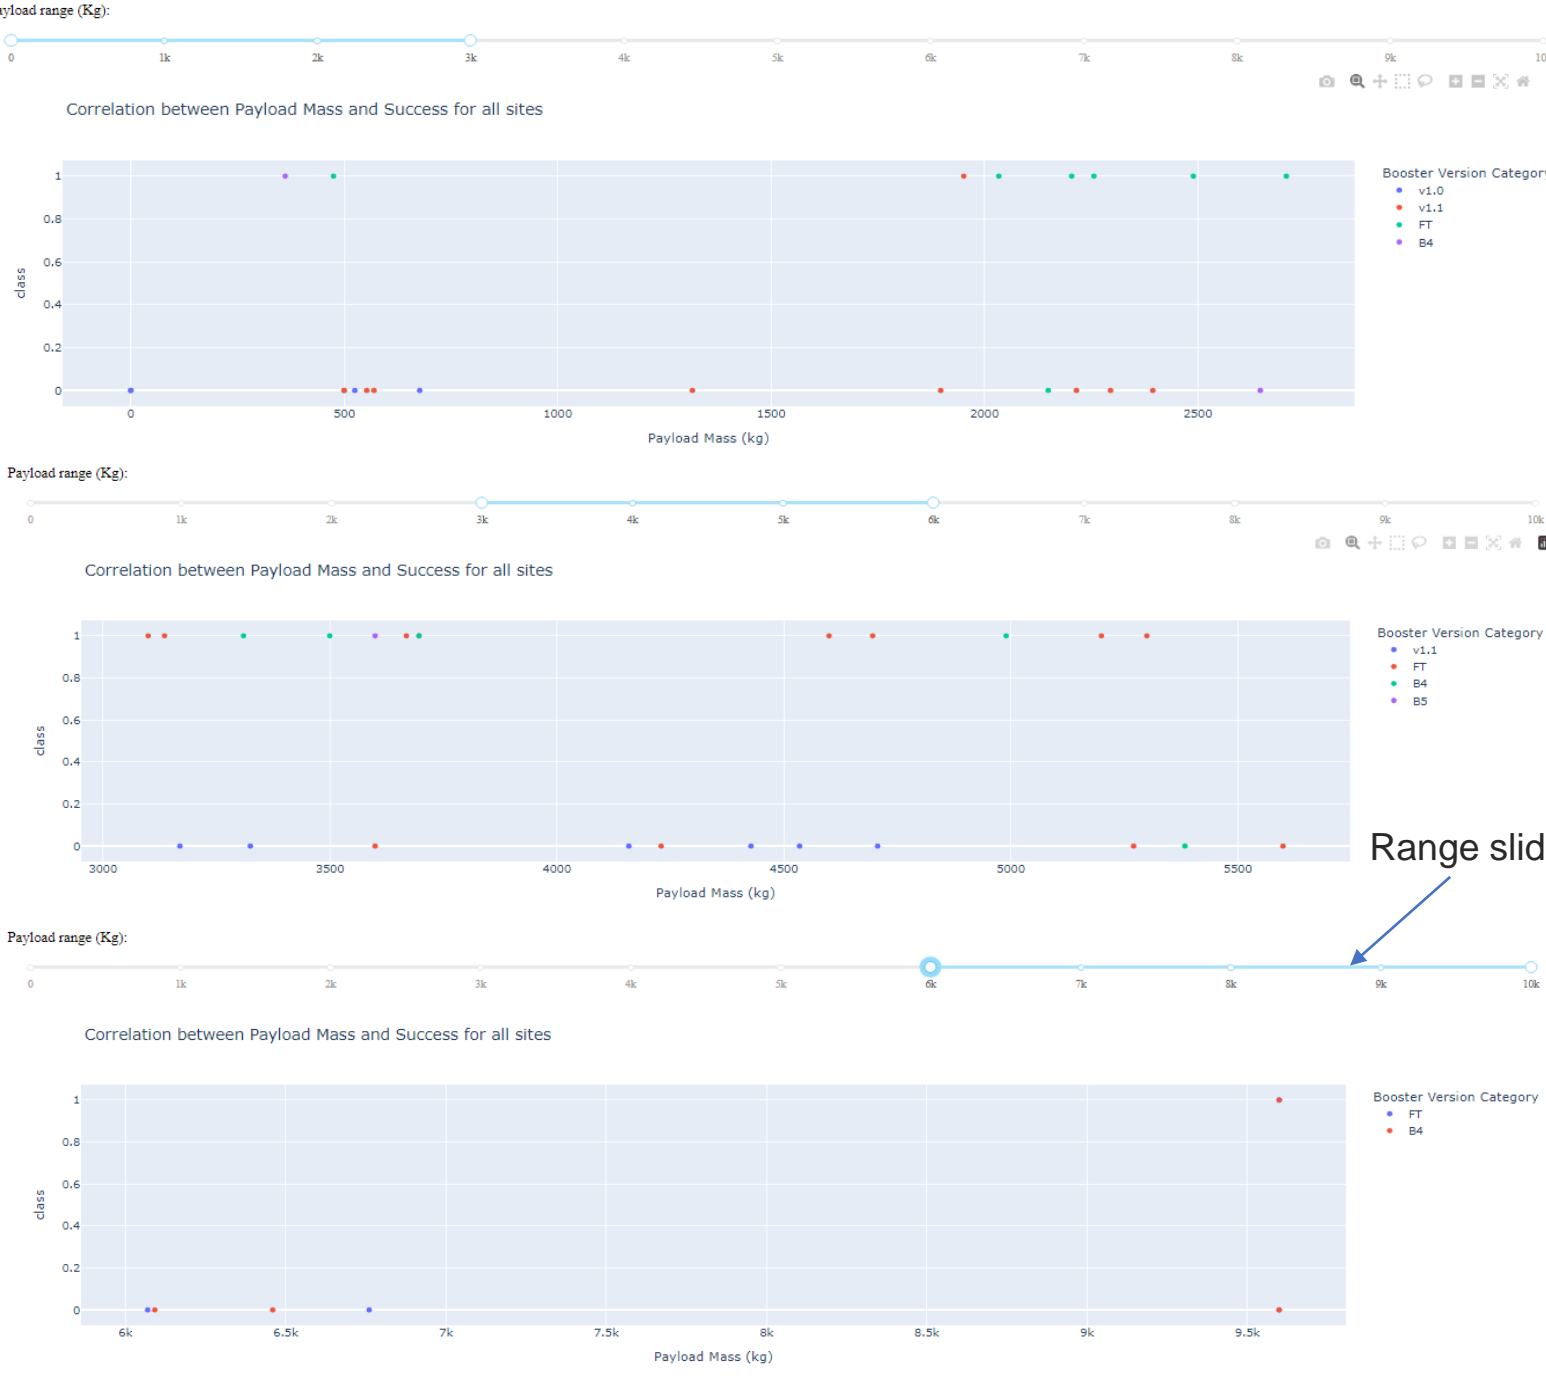 ayload range (Kg):
0 1k 2k 3k 4k 5k 6k 7k 8k 9k 10
Correlation between Payload Mass and Success for all sites
Booster Version Category
v1.0
v1.1
FT
B4
1
0.8
0.6
0.4
0.2
0
class
0 500 1000 1500 2000 2500
Payload Mass (kg)
Payload range (Kg):
0 1k 2k 3k 4k 5k 6k 7k 8k 9k 10k
Correlation between Payload Mass and Success for all sites
Booster Version Category
v1.1
FT
B4
B5
1
0.8
0.6
0.4
0.2
0
class
3000 3500 4000 4500 5000 5500
Payload Mass (kg)
Range slid
Payload range (Kg):
0 1k 2k 3k 4k 5k 6k 7k 8k 9k 10k
Correlation between Payload Mass and Success for all sites
Booster Version Category
FT
B4
1
0.8
0.6
0.4
0.2
0
class
6k 6.5k 7k 7.5k 8k 8.5k 9k 9.5k
Payload Mass (kg)